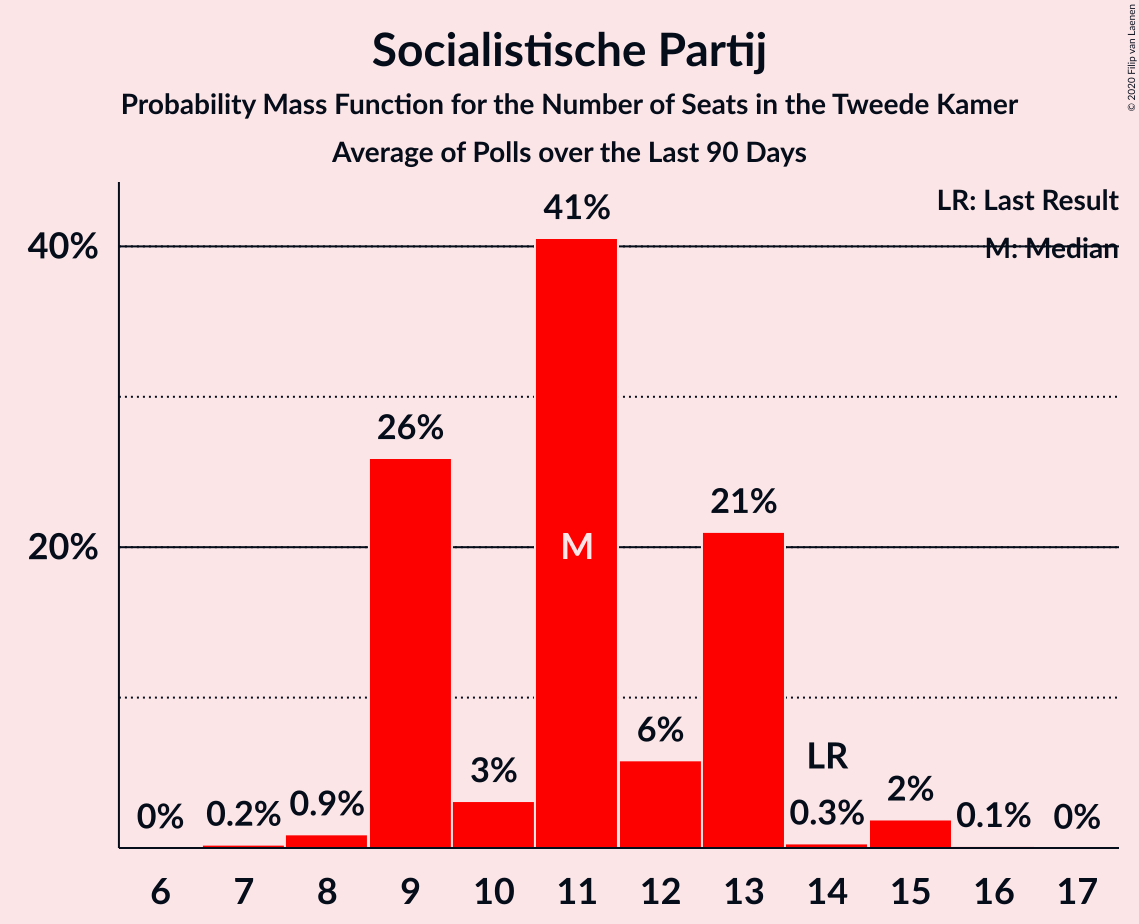 Socialistische Partij
Probability Mass Function for the Number of Seats in the Tweede Kamer
Average of Polls over the Last 90 Days
© 2020 Filip van Laenen
LR: Last Result
M: Median
40%
20%
0%
0.2%
0.9%
26%
3%
41%
M
6%
21%
LR
0.3%
2%
0.1%
0%
6 7 8 9 10 11 12 13 14 15 16 17